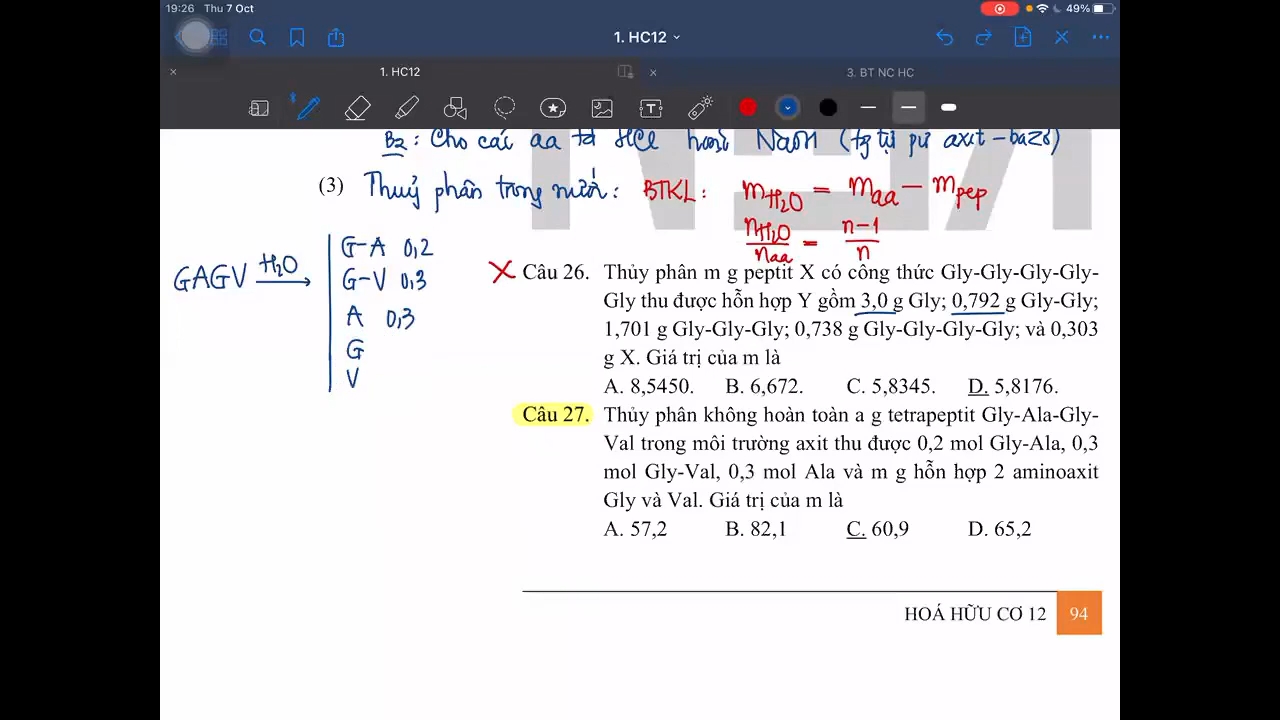 19:26 Thu 7 Oct
49%
1. HC12
1. HC12
3. BT NC HC
B2: Cho các aa td HCl hoặc NaOH (tg tự pư axit-bazơ)
(3) Thuỷ phân trong nước: BTKL: mH₂O = maa − mpep
nH₂O/naa = n−1/n
GAGV H₂O→
G-A 0,2
G-V 0,3
A 0,3
G
V
X Câu 26. Thủy phân m g peptit X có công thức Gly-Gly-Gly-Gly-
Gly thu được hỗn hợp Y gồm 3,0 g Gly; 0,792 g Gly-Gly;
1,701 g Gly-Gly-Gly; 0,738 g Gly-Gly-Gly-Gly; và 0,303
g X. Giá trị của m là
A. 8,5450. B. 6,672. C. 5,8345. D. 5,8176.
Câu 27. Thủy phân không hoàn toàn a g tetrapeptit Gly-Ala-Gly-
Val trong môi trường axit thu được 0,2 mol Gly-Ala, 0,3
mol Gly-Val, 0,3 mol Ala và m g hỗn hợp 2 aminoaxit
Gly và Val. Giá trị của m là
A. 57,2 B. 82,1 C. 60,9 D. 65,2
HOÁ HỮU CƠ 12 94